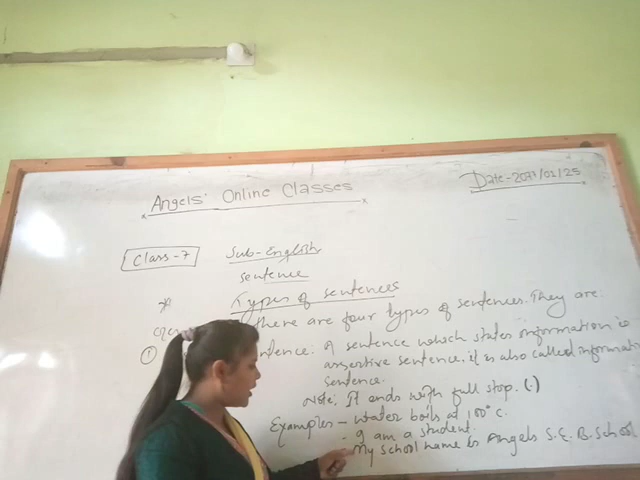 Angels' Online Classes
Date-2077/01/25
Class-7
Sub-English
sentence
* Types of sentences
there are four types of sentences. They are:
① sentence: A sentence which states information is
assertive sentence. it is also called informati
sentence.
Note: It ends with full stop. (.)
Examples - Water boils at 100°C.
- I am a student.
- My school name is Angels S.E.B. School